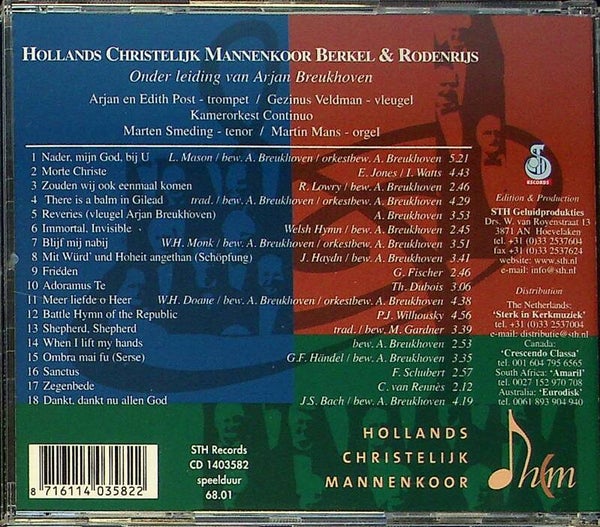 HOLLANDS CHRISTELIJK MANNENKOOR BERKEL & RODENRIJS
Onder leiding van Arjan Breukhoven
Arjan en Edith Post - trompet / Gezinus Veldman - vleugel
Kamerorkest Continuo
Marten Smeding - tenor / Martin Mans - orgel
1 Nader, mijn God, bij U L. Mason / bew. A. Breukhoven / orkestbew. A. Breukhoven 5.21
2 Morte Christe E. Jones / I. Watts 4.43
3 Zouden wij ook eenmaal komen R. Lowry / bew. A. Breukhoven 2.46
4 There is a balm in Gilead trad. / bew. A. Breukhoven / orkestbew. A. Breukhoven 4.29
5 Reveries (vleugel Arjan Breukhoven) A. Breukhoven 3.53
6 Immortal, Invisible Welsh Hymn / bew. A. Breukhoven 2.45
7 Blijf mij nabij W.H. Monk / bew. A. Breukhoven / orkestbew. A. Breukhoven 3.51
8 Mit Würd' und Hoheit angethan (Schöpfung) J. Haydn / bew. A. Breukhoven 3.41
9 Frieden G. Fischer 2.46
10 Adoramus Te Th. Dubois 3.06
11 Meer liefde o Heer W.H. Doane / bew. A. Breukhoven / orkestbew. A. Breukhoven 4.38
12 Battle Hymn of the Republic P.J. Wilhousky 4.56
13 Shepherd, Shepherd trad. / bew. M. Gardner 3.39
14 When I lift my hands bew. A. Breukhoven 2.53
15 Ombra mai fu (Serse) G.F. Händel / bew. A. Breukhoven 3.35
16 Sanctus F. Schubert 2.57
17 Zegenbede C. van Rennès 2.12
18 Dankt, dankt nu allen God J.S. Bach / bew. A. Breukhoven 4.19
S
RECORDS
Edition & Production
STH Geluidprodukties
Drs. W. van Royenstraat 13
3871 AN Hoevelaken
tel. +31 (0)33 2537604
fax +31 (0)33 2537624
website: www.sth.nl
e-mail: info@sth.nl
Distribution
The Netherlands:
'Sterk in Kerkmuziek'
tel. +31 (0)33 2537004
e-mail: distributie@sth.nl
Canada:
'Crescendo Classa'
tel. 001 604 795 6565
South Africa: 'Amaril'
tel. 0027 152 970 708
Australia: 'Eurodisk'
tel. 0061 893 904 940
8 716114 035822
STH Records
CD 1403582
speelduur
68.01
HOLLANDS
CHRISTELIJK
MANNENKOOR
hcm